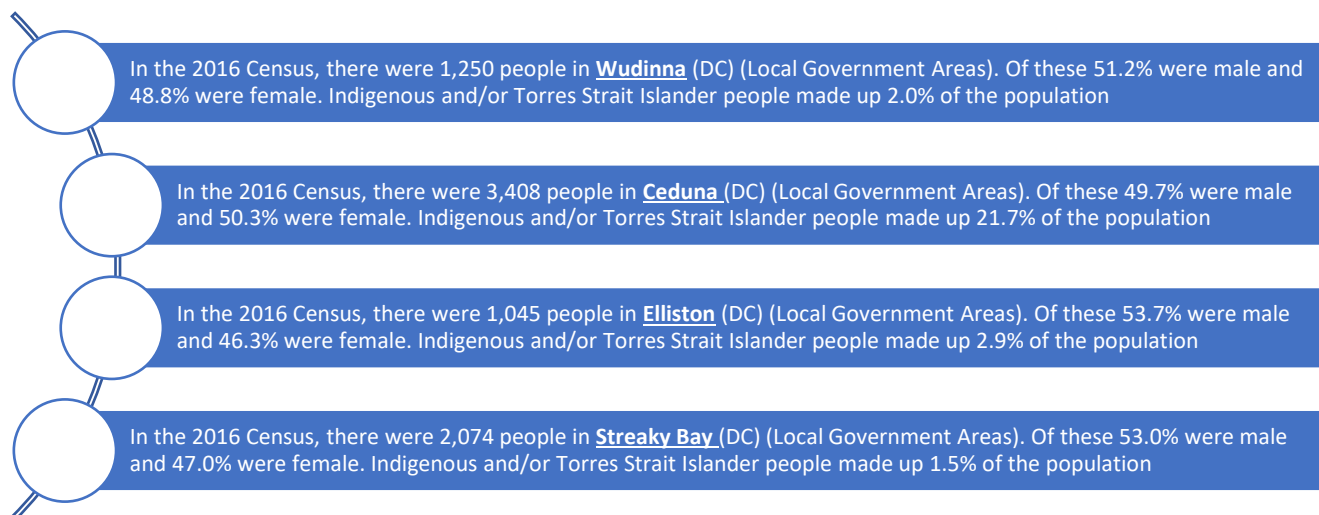 In the 2016 Census, there were 1,250 people in Wudinna (DC) (Local Government Areas). Of these 51.2% were male and
48.8% were female. Indigenous and/or Torres Strait Islander people made up 2.0% of the population
In the 2016 Census, there were 3,408 people in Ceduna (DC) (Local Government Areas). Of these 49.7% were male
and 50.3% were female. Indigenous and/or Torres Strait Islander people made up 21.7% of the population
In the 2016 Census, there were 1,045 people in Elliston (DC) (Local Government Areas). Of these 53.7% were male
and 46.3% were female. Indigenous and/or Torres Strait Islander people made up 2.9% of the population
In the 2016 Census, there were 2,074 people in Streaky Bay (DC) (Local Government Areas). Of these 53.0% were male
and 47.0% were female. Indigenous and/or Torres Strait Islander people made up 1.5% of the population